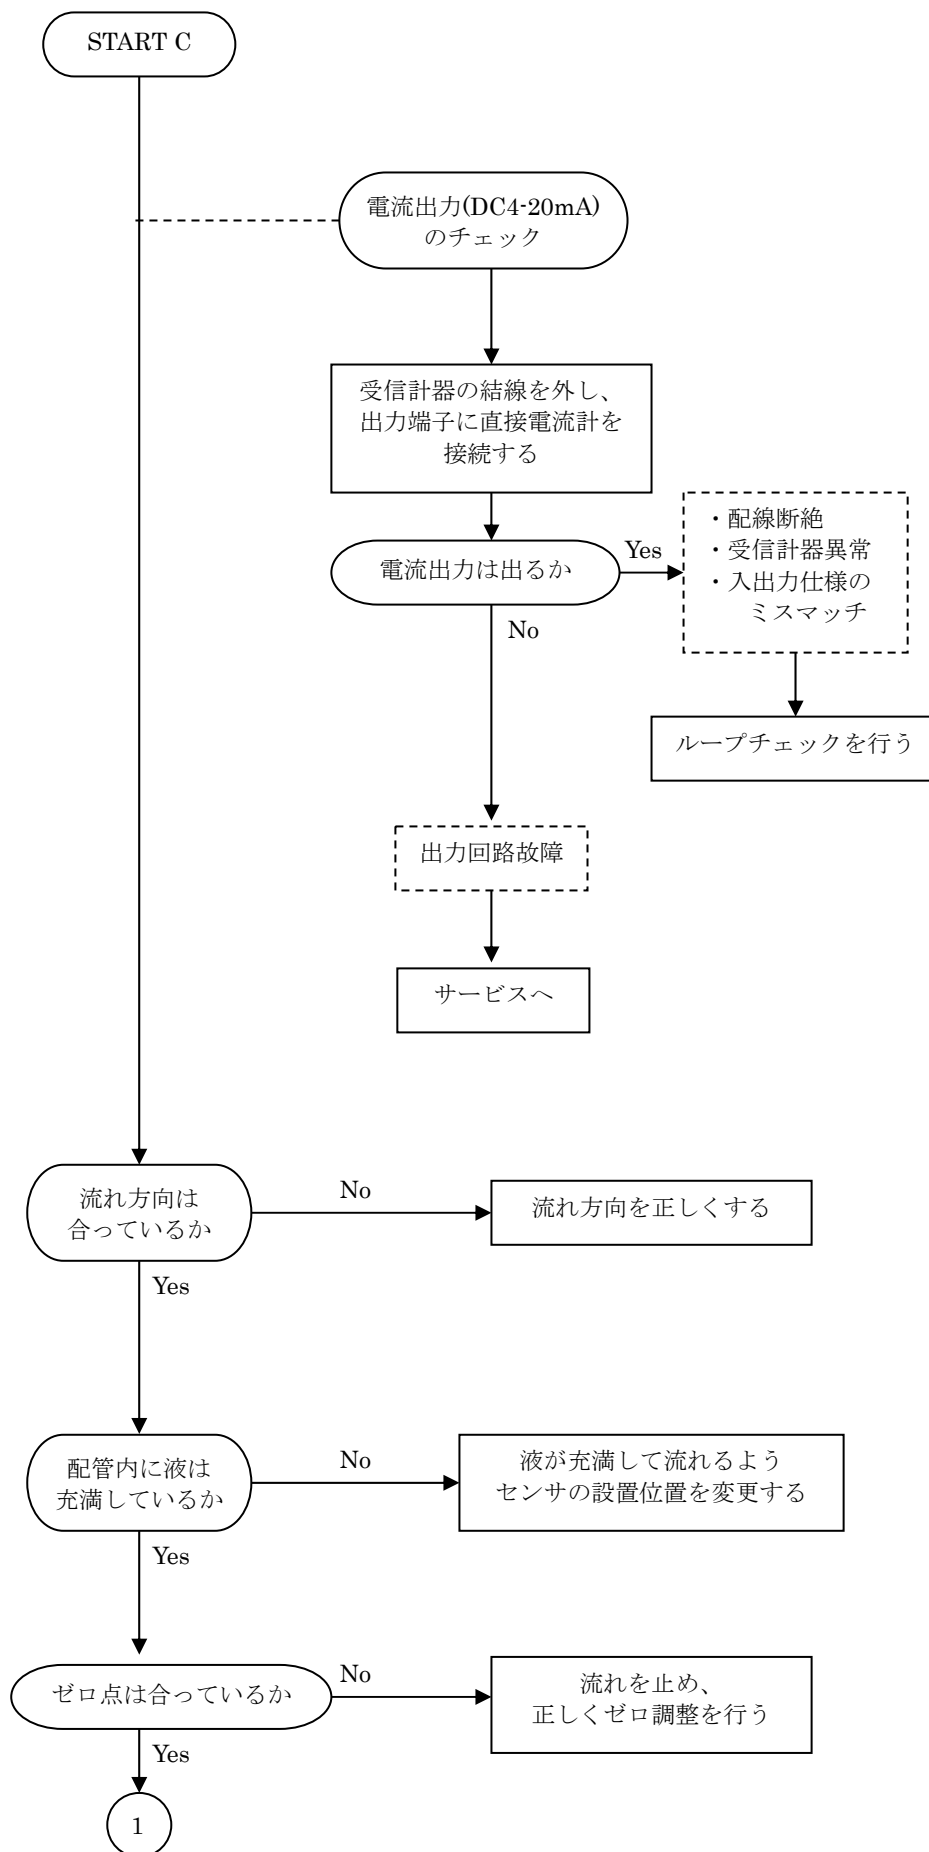 START C
電流出力(DC4-20mA)
のチェック
受信計器の結線を外し、
出力端子に直接電流計を
接続する
電流出力は出るか
Yes
・配線断絶
・受信計器異常
・入出力仕様の
ミスマッチ
No
ループチェックを行う
出力回路故障
サービスへ
流れ方向は
合っているか
No
流れ方向を正しくする
Yes
配管内に液は
充満しているか
No
液が充満して流れるよう
センサの設置位置を変更する
Yes
ゼロ点は合っているか
No
流れを止め、
正しくゼロ調整を行う
Yes
1